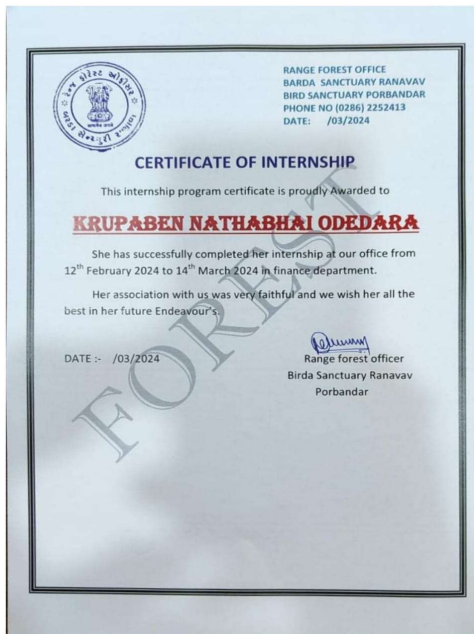 રેન્જ ફોરેસ્ટ ઓફીસર
RANGE FOREST OFFICE
BARDA SANCTUARY RANAVAV
BIRD SANCTUARY PORBANDAR
PHONE NO (0286) 2252413
DATE: /03/2024
CERTIFICATE OF INTERNSHIP
This internship program certificate is proudly Awarded to
KRUPABEN NATHABHAI ODEDARA
She has successfully completed her internship at our office from
12th February 2024 to 14th March 2024 in finance department.
Her association with us was very faithful and we wish her all the
best in her future Endeavour's.
DATE :- /03/2024
Range forest officer
Birda Sanctuary Ranavav
Porbandar
FOREST